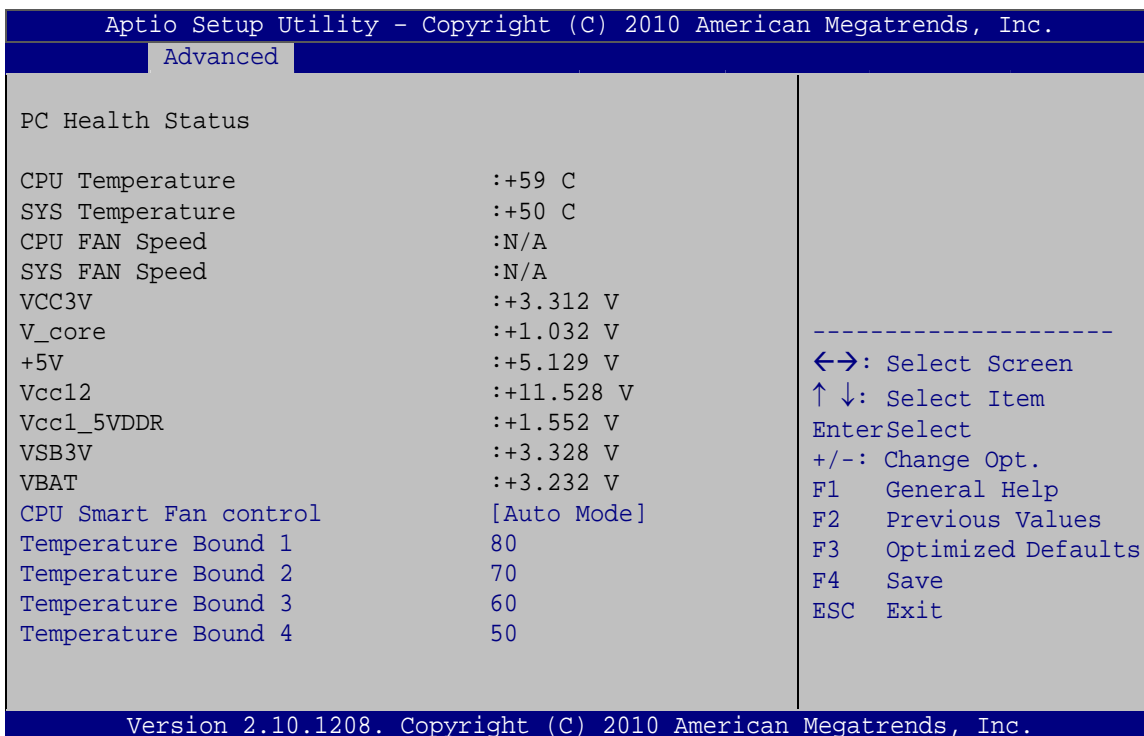 Aptio Setup Utility – Copyright (C) 2010 American Megatrends, Inc.
Advanced
PC Health Status
CPU Temperature :+59 C
SYS Temperature :+50 C
CPU FAN Speed :N/A
SYS FAN Speed :N/A
VCC3V :+3.312 V
V_core :+1.032 V
+5V :+5.129 V
Vcc12 :+11.528 V
Vcc1_5VDDR :+1.552 V
VSB3V :+3.328 V
VBAT :+3.232 V
CPU Smart Fan control [Auto Mode]
Temperature Bound 1 80
Temperature Bound 2 70
Temperature Bound 3 60
Temperature Bound 4 50
---------------------
←→: Select Screen
↑ ↓: Select Item
EnterSelect
+/-: Change Opt.
F1 General Help
F2 Previous Values
F3 Optimized Defaults
F4 Save
ESC Exit
Version 2.10.1208. Copyright (C) 2010 American Megatrends, Inc.